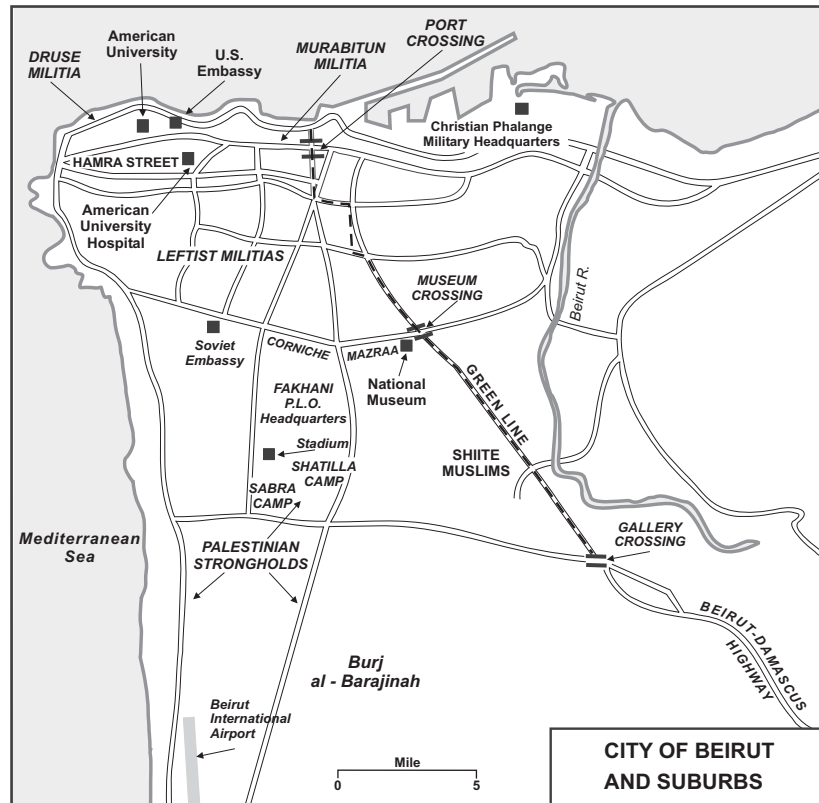 American
University
U.S.
Embassy
DRUSE
MILITIA
MURABITUN
MILITIA
PORT
CROSSING
Christian Phalange
Military Headquarters
HAMRA STREET
American
University
Hospital
LEFTIST MILITIAS
MUSEUM
CROSSING
Beirut R.
Soviet
Embassy
CORNICHE
MAZRAA
National
Museum
GREEN LINE
FAKHANI
P.L.O.
Headquarters
Stadium
SHATILLA
CAMP
SABRA
CAMP
SHIITE
MUSLIMS
Mediterranean
Sea
PALESTINIAN
STRONGHOLDS
GALLERY
CROSSING
BEIRUT-DAMASCUS
HIGHWAY
Burj
al - Barajinah
Beirut
International
Airport
Mile
0 5
CITY OF BEIRUT
AND SUBURBS